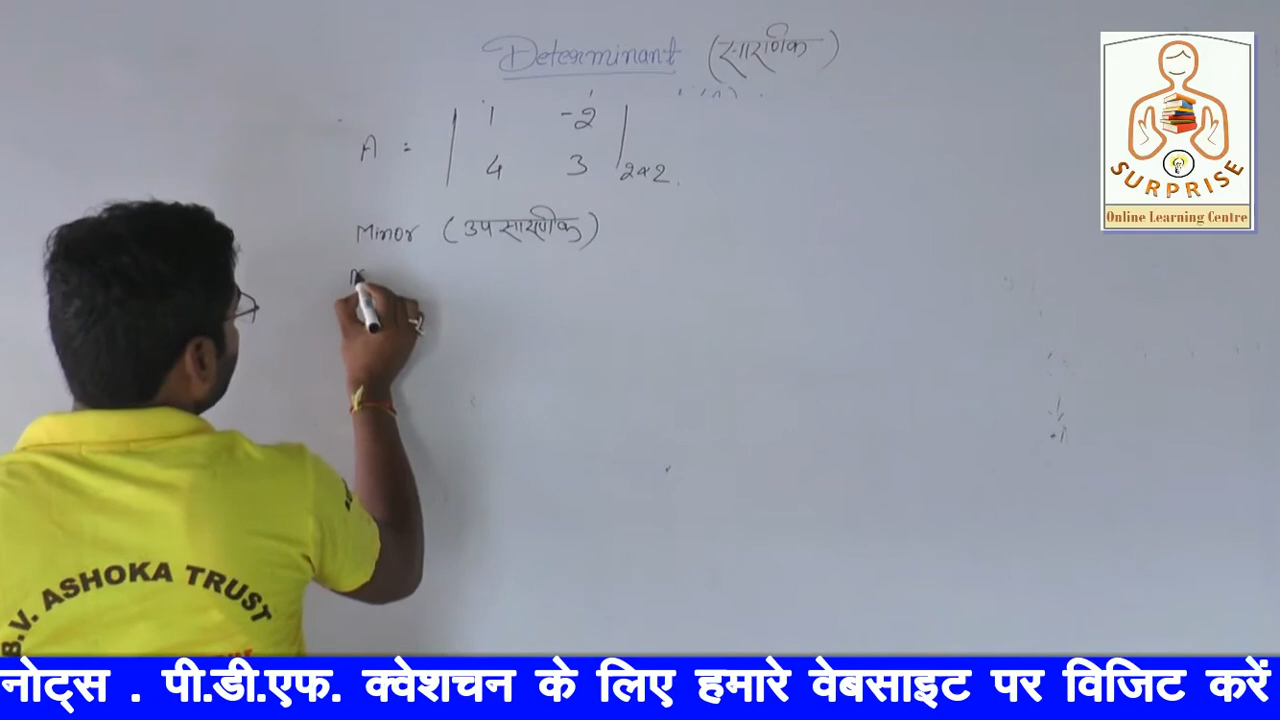 Determinant (सारणिक)
A = | 1 -2 |
| 4 3 | 2x2.
Minor (उपसारणीक)
SURPRISE
Online Learning Centre
B.V. ASHOKA TRUST
नोट्स . पी.डी.एफ. क्वेशचन के लिए हमारे वेबसाइट पर विजिट करें